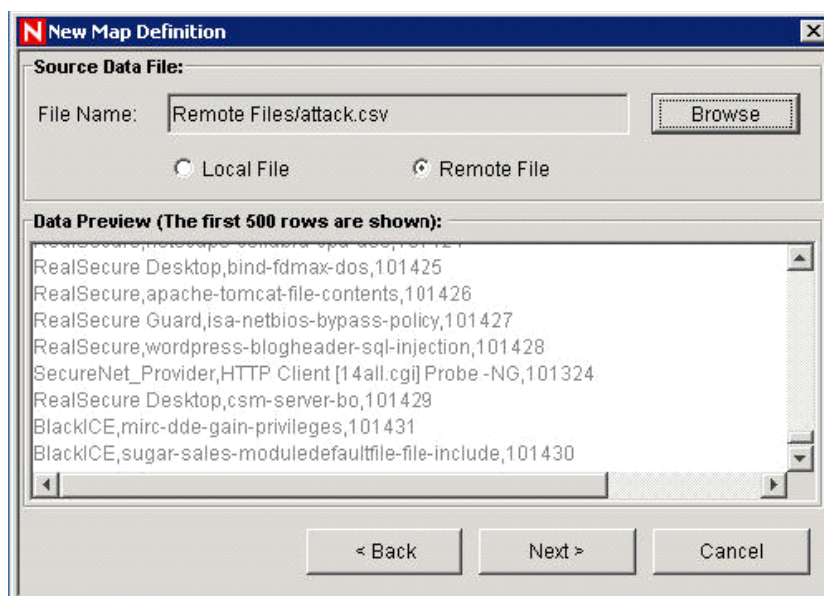 N New Map Definition
Source Data File:
File Name: Remote Files/attack.csv Browse
Local File Remote File
Data Preview (The first 500 rows are shown):
RealSecure Desktop,bind-fdmax-dos,101425
RealSecure,apache-tomcat-file-contents,101426
RealSecure Guard,isa-netbios-bypass-policy,101427
RealSecure,wordpress-blogheader-sql-injection,101428
SecureNet_Provider,HTTP Client [14all.cgi] Probe -NG,101324
RealSecure Desktop,csm-server-bo,101429
BlackICE,mirc-dde-gain-privileges,101431
BlackICE,sugar-sales-moduledefaultfile-file-include,101430
< Back Next > Cancel